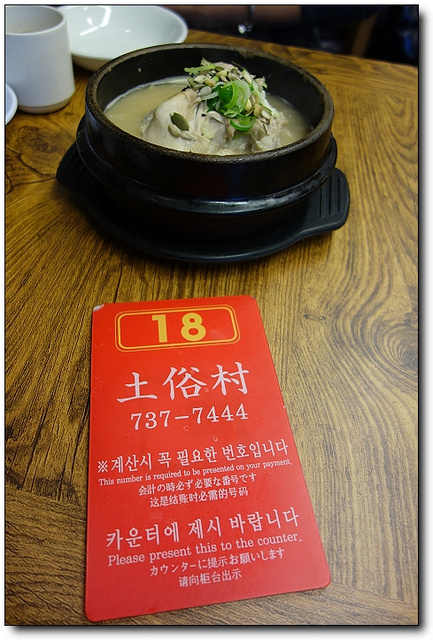 18
土俗村
737-7444
※계산시 꼭 필요한 번호입니다
This number is required to be presented on your payment.
会計の時必ず必要な番号です
这是结账时必需的号码
카운터에 제시 바랍니다
Please present this to the counter.
カウンターに提示お願いします
请向柜台出示